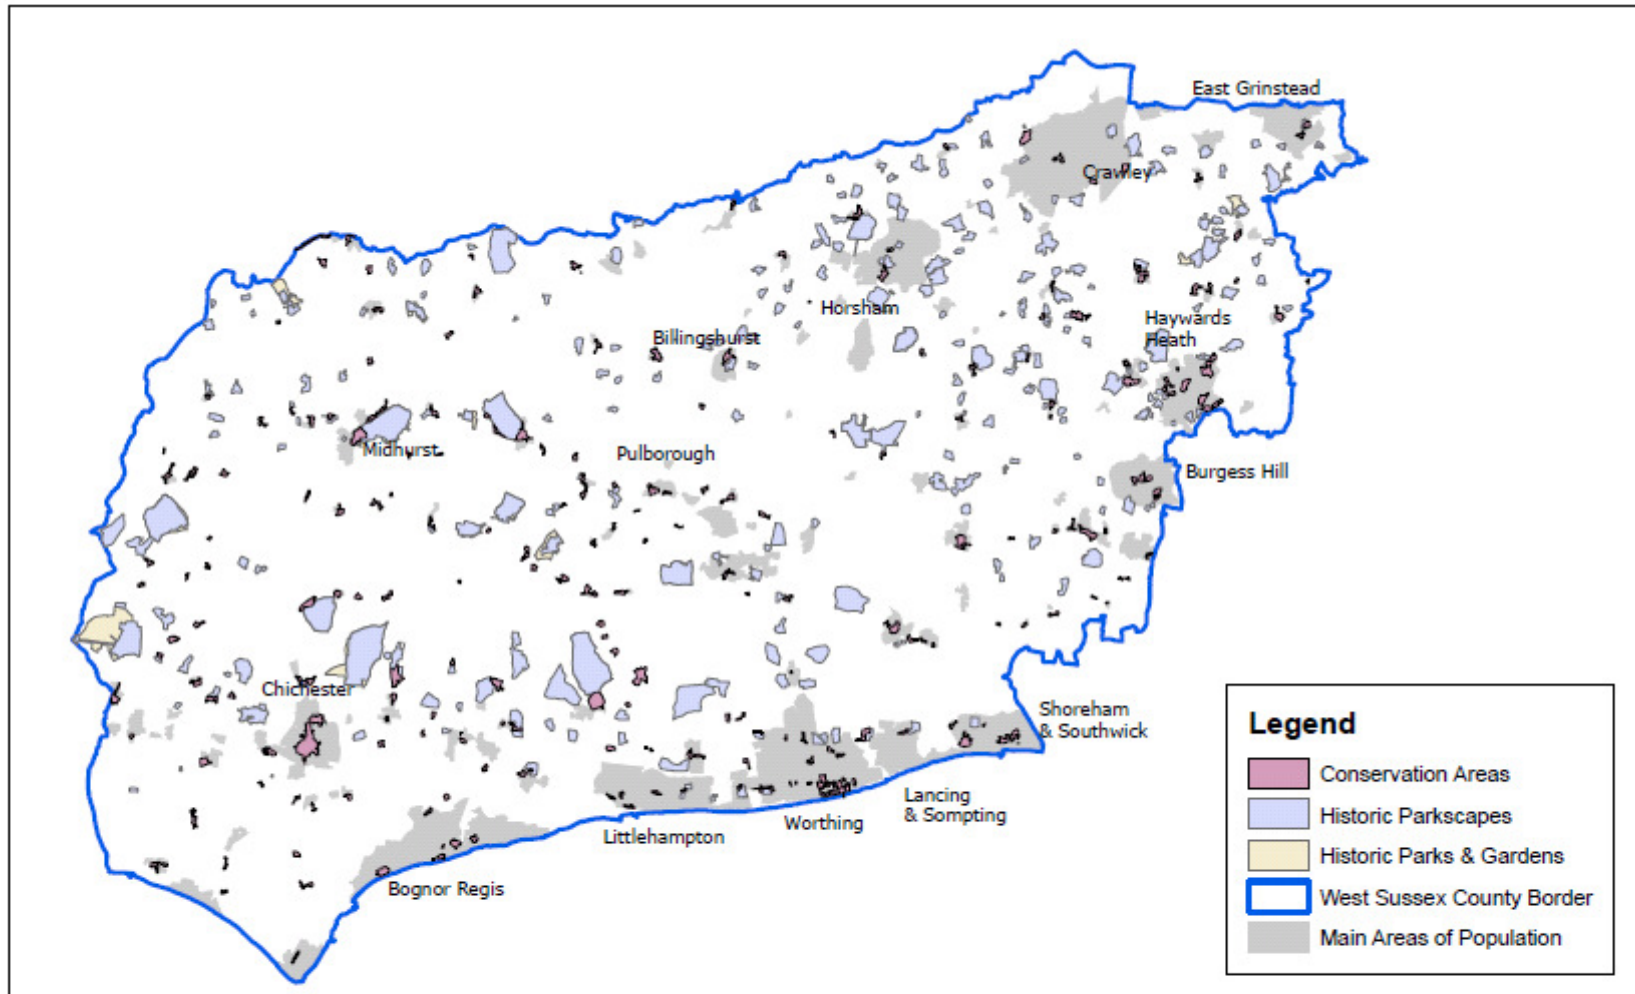 East Grinstead
Crawley
Horsham
Haywards
Heath
Billingshurst
Midhurst
Pulborough
Burgess Hill
Chichester
Shoreham
& Southwick
Lancing
& Sompting
Worthing
Littlehampton
Bognor Regis
Legend
Conservation Areas
Historic Parkscapes
Historic Parks & Gardens
West Sussex County Border
Main Areas of Population